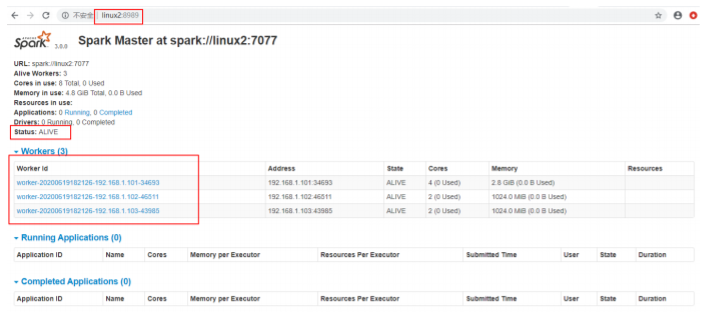 不安全 | linux2:8989
Spark 3.0.0 Spark Master at spark://linux2:7077
URL: spark://linux2:7077
Alive Workers: 3
Cores in use: 8 Total, 0 Used
Memory in use: 4.8 GiB Total, 0.0 B Used
Resources in use:
Applications: 0 Running, 0 Completed
Drivers: 0 Running, 0 Completed
Status: ALIVE
Workers (3)
Worker Id Address State Cores Memory Resources
worker-20200619182126-192.168.1.101-34693 192.168.1.101:34693 ALIVE 4 (0 Used) 2.8 GiB (0.0 B Used)
worker-20200619182126-192.168.1.102-46511 192.168.1.102:46511 ALIVE 2 (0 Used) 1024.0 MiB (0.0 B Used)
worker-20200619182126-192.168.1.103-43985 192.168.1.103:43985 ALIVE 2 (0 Used) 1024.0 MiB (0.0 B Used)
Running Applications (0)
Application ID Name Cores Memory per Executor Resources Per Executor Submitted Time User State Duration
Completed Applications (0)
Application ID Name Cores Memory per Executor Resources Per Executor Submitted Time User State Duration